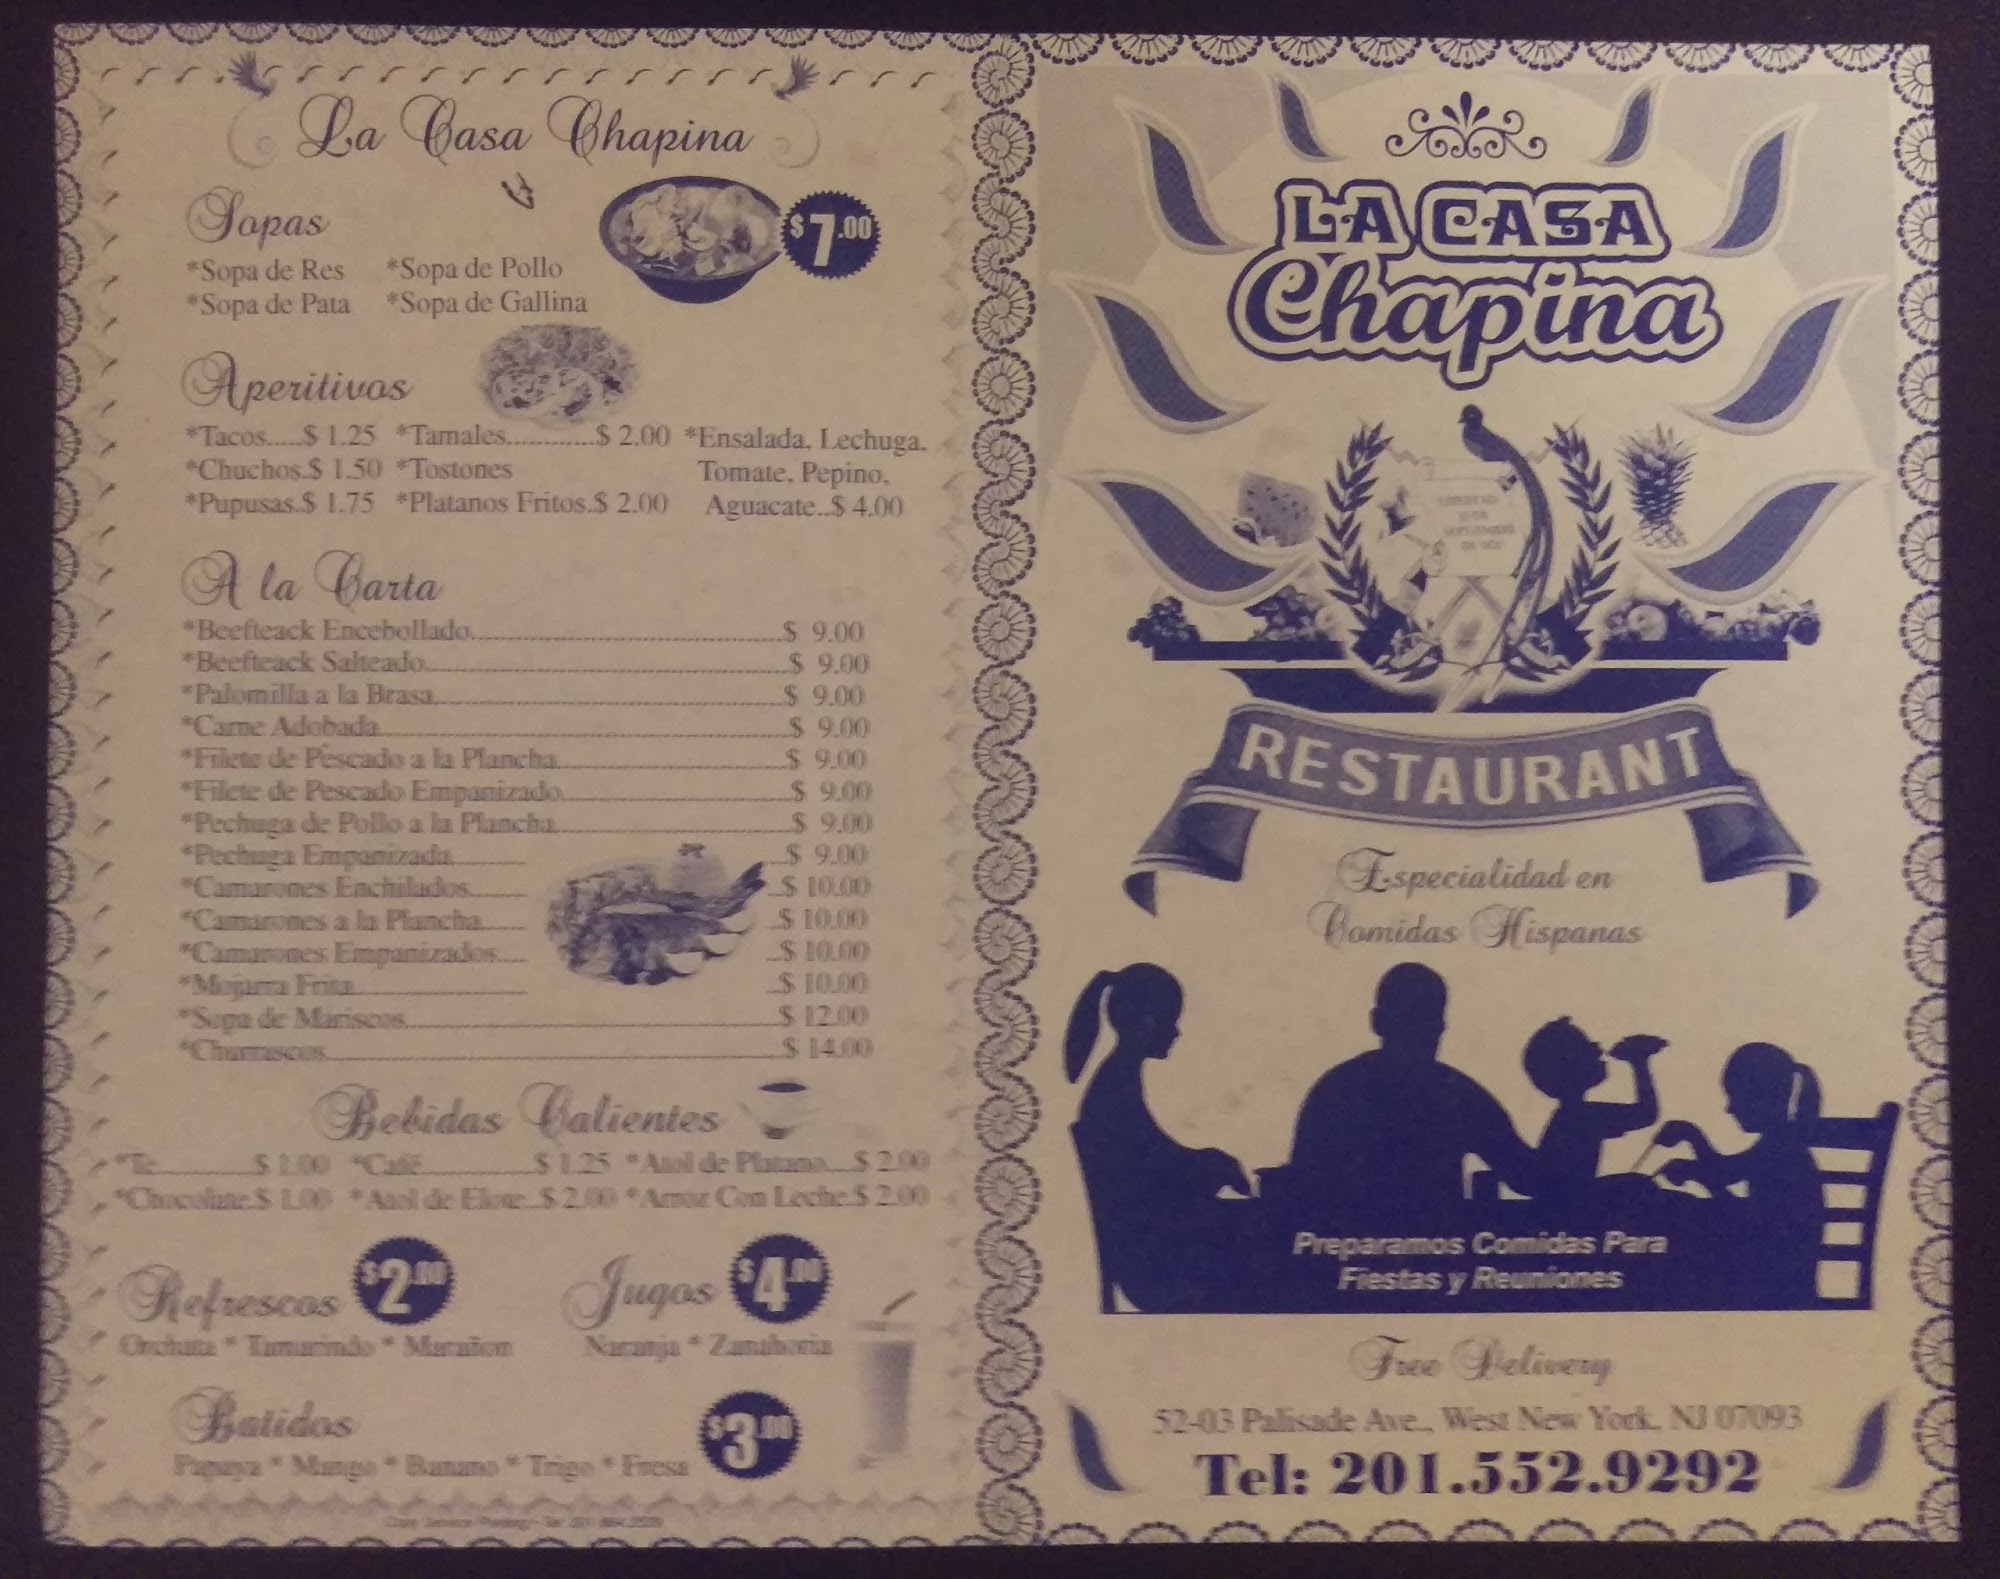 La Casa Chapina
Sopas
$7.00
*Sopa de Res *Sopa de Pollo
*Sopa de Pata *Sopa de Gallina
Aperitivos
*Tacos.....$ 1.25 *Tamales.............$ 2.00 *Ensalada, Lechuga,
*Chuchos.$ 1.50 *Tostones Tomate, Pepino,
*Pupusas.$ 1.75 *Platanos Fritos.$ 2.00 Aguacate..$ 4.00
A la Carta
*Beefteack Encebollado $ 9.00
*Beefteack Salteado $ 9.00
*Palomilla a la Brasa $ 9.00
*Carne Adobada $ 9.00
*Filete de Pescado a la Plancha $ 9.00
*Filete de Pescado Empanizado $ 9.00
*Pechuga de Pollo a la Plancha $ 9.00
*Pechuga Empanizada $ 9.00
*Camarones Enchilados $ 10.00
*Camarones a la Plancha $ 10.00
*Camarones Empanizados $ 10.00
*Mojarra Frita $ 10.00
*Sopa de Mariscos $ 12.00
*Churrascos $ 14.00
Bebidas Calientes
*Te $ 1.00 *Café $ 1.25 *Atol de Platano $ 2.00
*Chocolate.$ 1.00 *Atol de Elote..$ 2.00 *Arroz Con Leche.$ 2.00
Refrescos $2.00
Orchata * Tamarindo * Marañon
Jugos $4.00
Naranja * Zanahoria
Batidos $3.00
Papaya * Mango * Banano * Trigo * Fresa
LA CASA
Chapina
LIBERTAD
15 DE
SEPTIEMBRE
DE 1821
RESTAURANT
Especialidad en
Comidas Hispanas
Preparamos Comidas Para
Fiestas y Reuniones
Free Delivery
52-03 Palisade Ave., West New York, NJ 07093
Tel: 201.552.9292